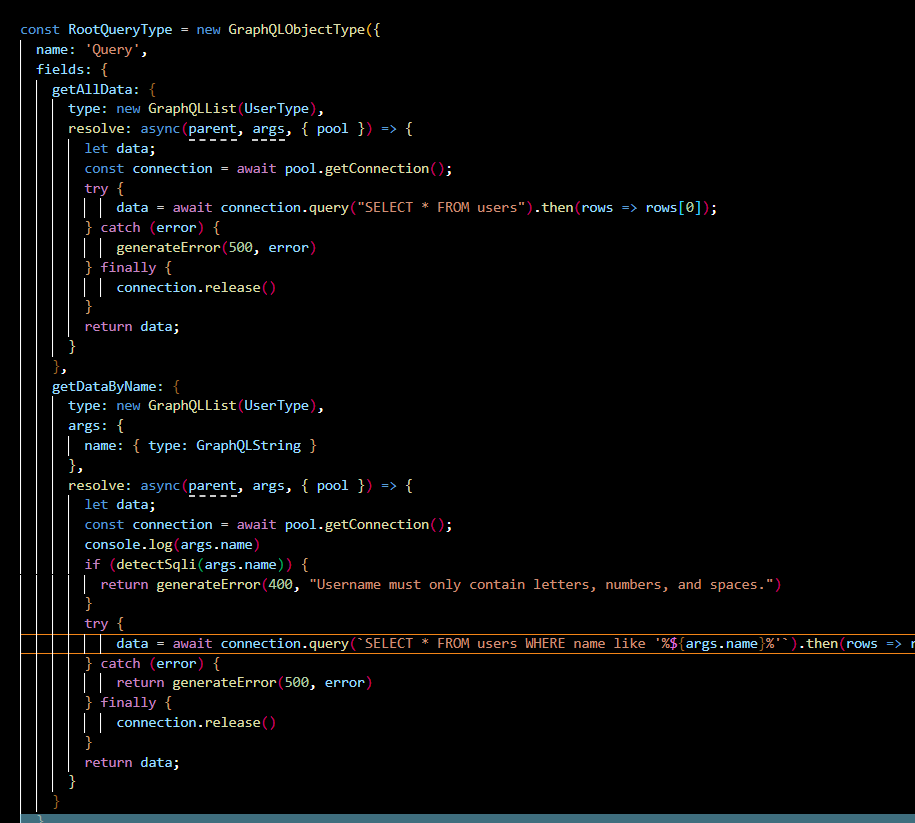 const RootQueryType = new GraphQLObjectType({
name: 'Query',
fields: {
getAllData: {
type: new GraphQLList(UserType),
resolve: async(parent, args, { pool }) => {
let data;
const connection = await pool.getConnection();
try {
data = await connection.query("SELECT * FROM users").then(rows => rows[0]);
} catch (error) {
generateError(500, error)
} finally {
connection.release()
}
return data;
}
},
getDataByName: {
type: new GraphQLList(UserType),
args: {
name: { type: GraphQLString }
},
resolve: async(parent, args, { pool }) => {
let data;
const connection = await pool.getConnection();
console.log(args.name)
if (detectSqli(args.name)) {
return generateError(400, "Username must only contain letters, numbers, and spaces.")
}
try {
data = await connection.query(`SELECT * FROM users WHERE name like '%${args.name}%'`).then(rows =>
} catch (error) {
return generateError(500, error)
} finally {
connection.release()
}
return data;
}
}
}